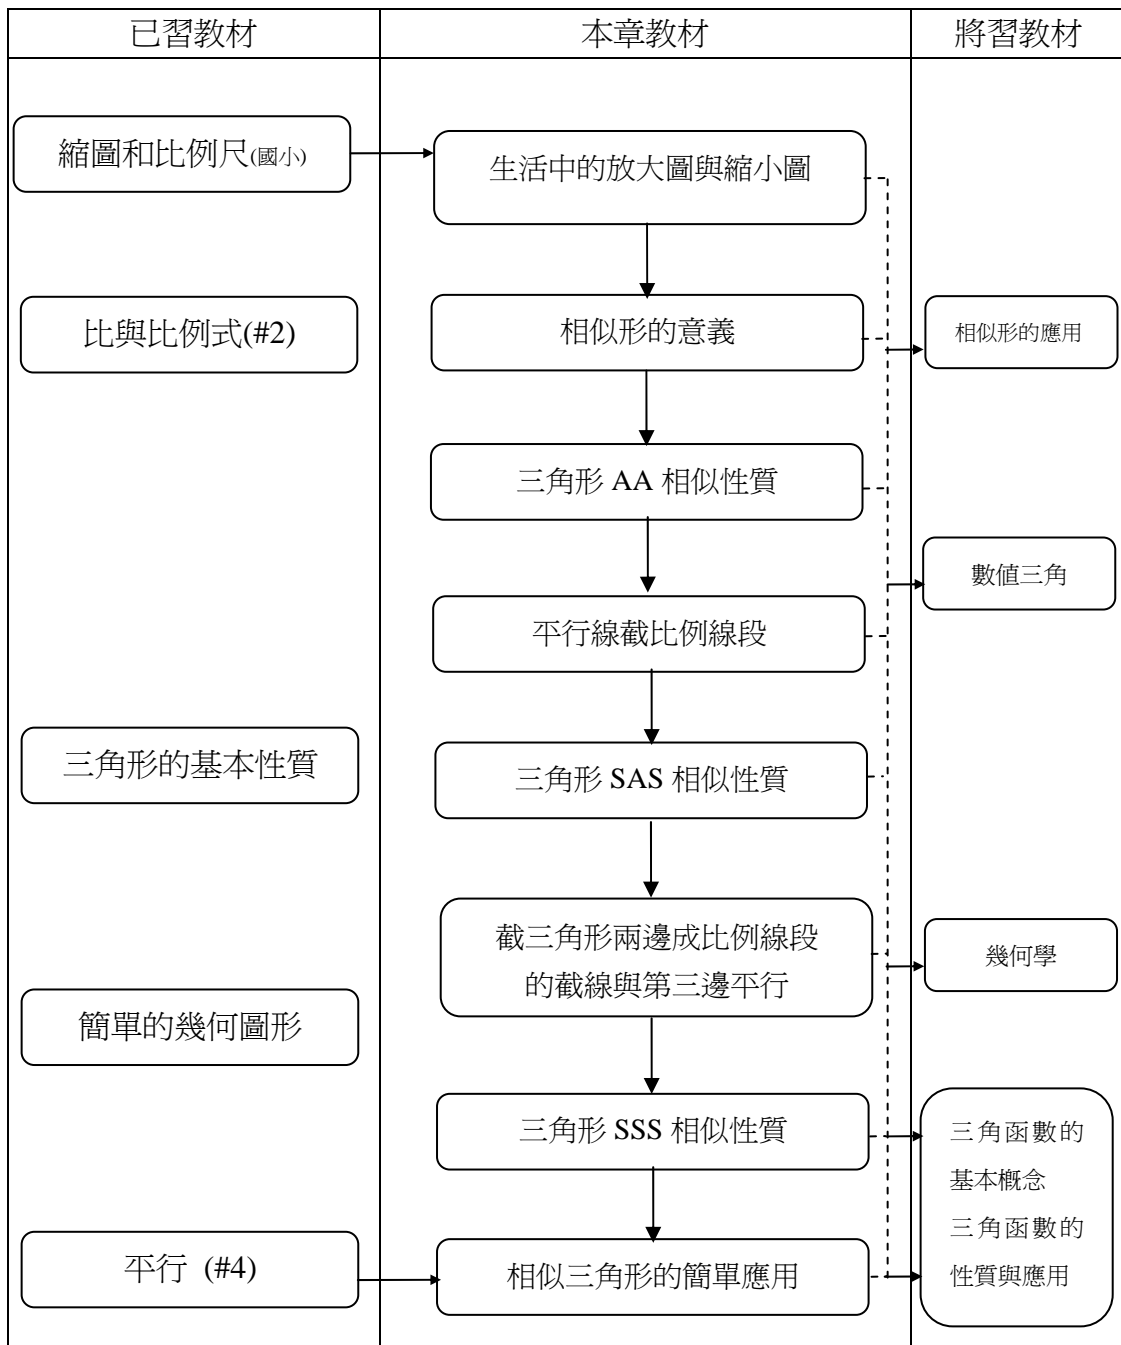 已習教材
本章教材
將習教材
縮圖和比例尺(國小)
生活中的放大圖與縮小圖
比與比例式(#2)
相似形的意義
相似形的應用
三角形 AA 相似性質
數值三角
平行線截比例線段
三角形的基本性質
三角形 SAS 相似性質
截三角形兩邊成比例線段
的截線與第三邊平行
幾何學
簡單的幾何圖形
三角形 SSS 相似性質
三角函數的
基本概念
三角函數的
性質與應用
平行 (#4)
相似三角形的簡單應用